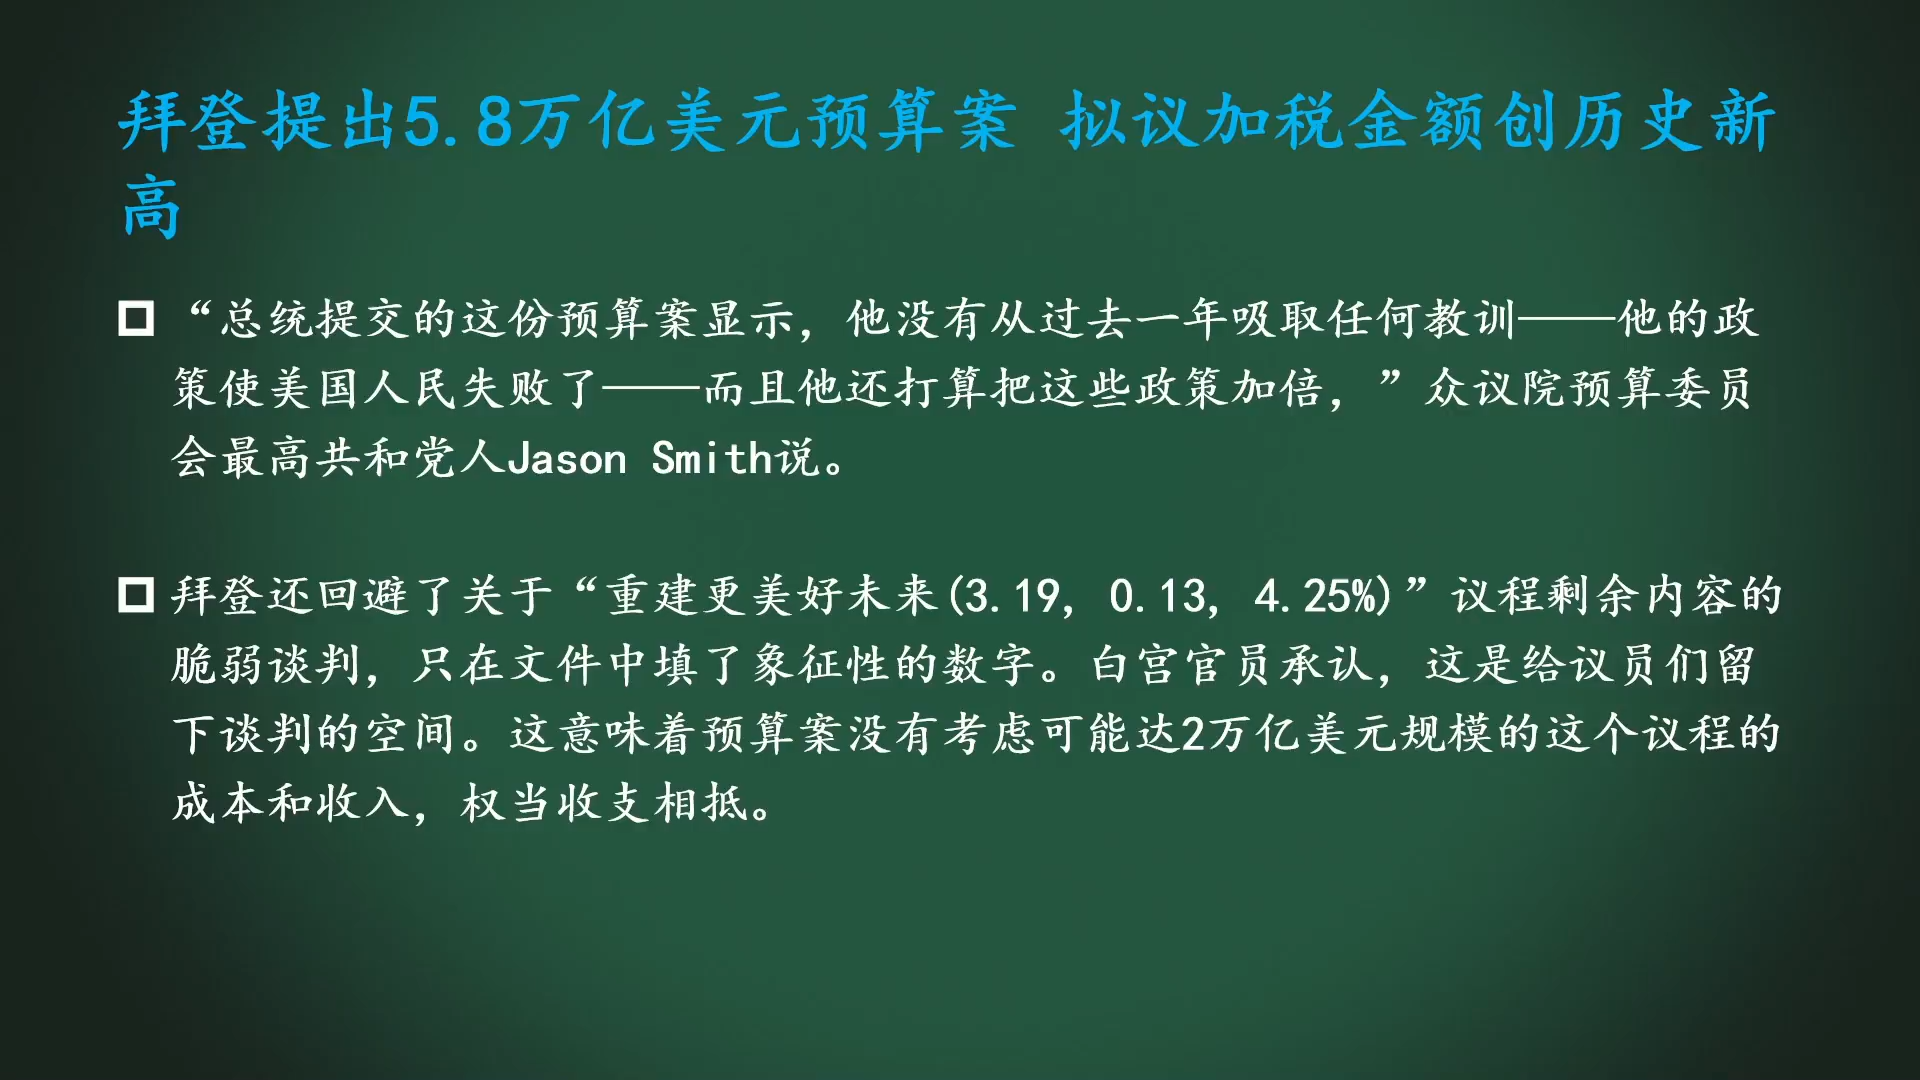 拜登提出5.8万亿美元预算案 拟议加税金额创历史新
高
“总统提交的这份预算案显示，他没有从过去一年吸取任何教训——他的政
策使美国人民失败了——而且他还打算把这些政策加倍，”众议院预算委员
会最高共和党人Jason Smith说。
拜登还回避了关于“重建更美好未来(3.19, 0.13, 4.25%)”议程剩余内容的
脆弱谈判，只在文件中填了象征性的数字。白宫官员承认，这是给议员们留
下谈判的空间。这意味着预算案没有考虑可能达2万亿美元规模的这个议程的
成本和收入，权当收支相抵。